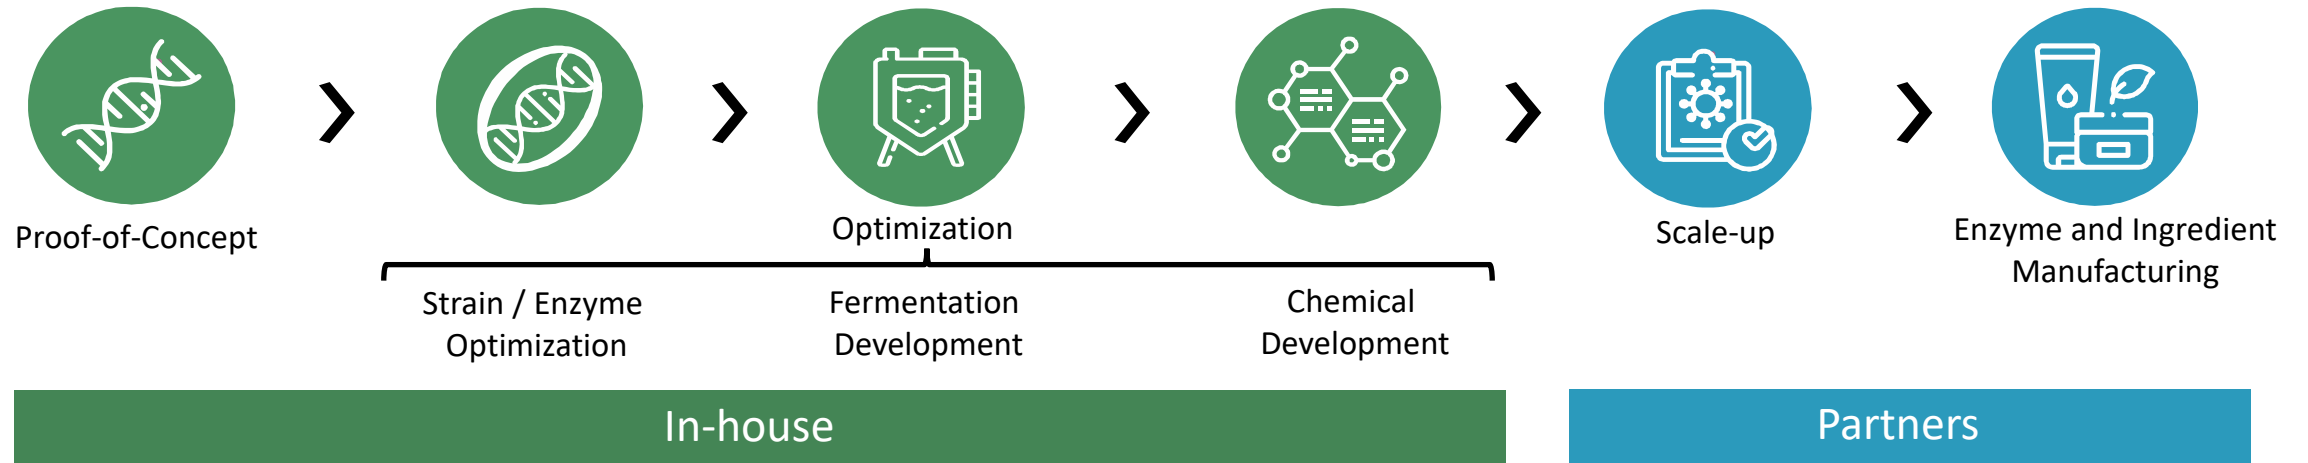 Proof-of-Concept
Optimization
Strain / Enzyme
Optimization
Fermentation
Development
Chemical
Development
Scale-up
Enzyme and Ingredient
Manufacturing
In-house
Partners